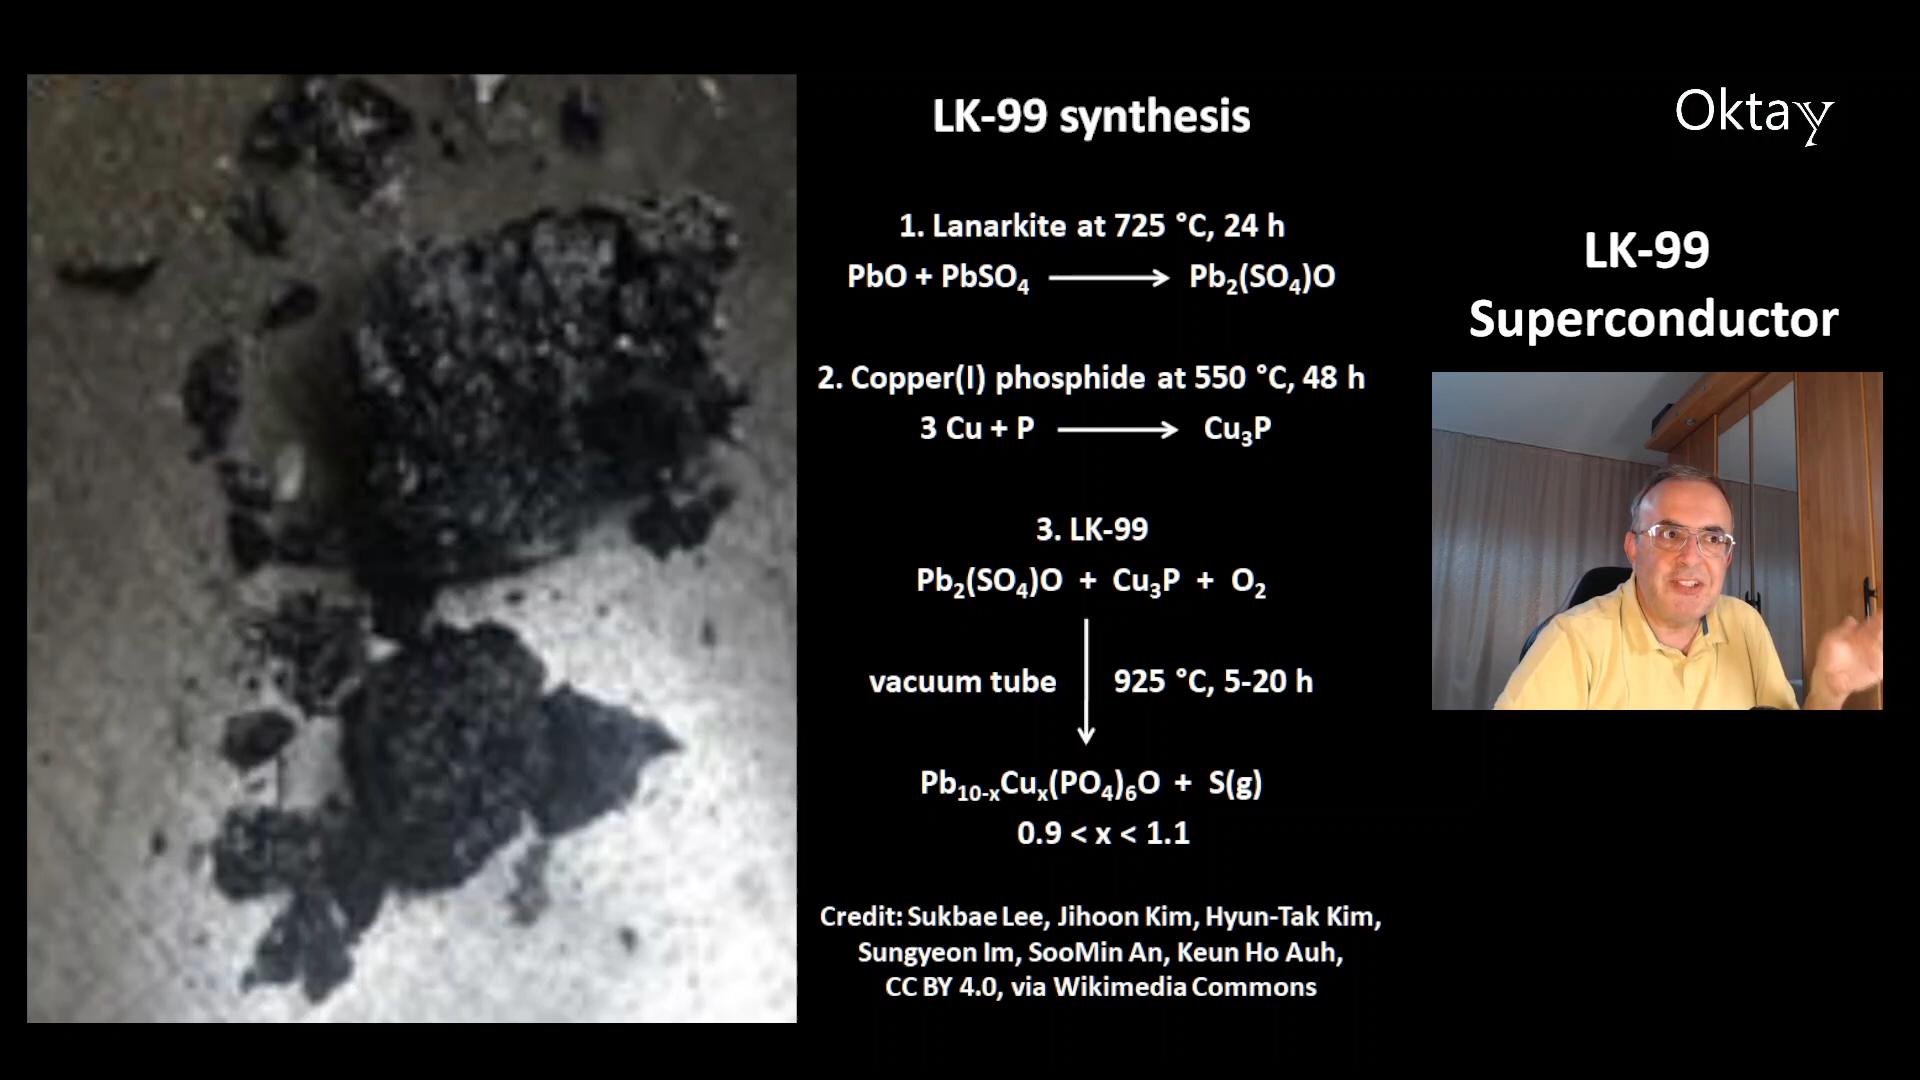 LK-99 synthesis
1. Lanarkite at 725 °C, 24 h
PbO + PbSO₄ ⟶ Pb₂(SO₄)O
2. Copper(I) phosphide at 550 °C, 48 h
3 Cu + P ⟶ Cu₃P
3. LK-99
Pb₂(SO₄)O + Cu₃P + O₂
vacuum tube 925 °C, 5-20 h
Pb₁₀₋ₓCuₓ(PO₄)₆O + S(g)
0.9 < x < 1.1
Credit: Sukbae Lee, Jihoon Kim, Hyun-Tak Kim,
Sungyeon Im, SooMin An, Keun Ho Auh,
CC BY 4.0, via Wikimedia Commons
Oktay
LK-99
Superconductor